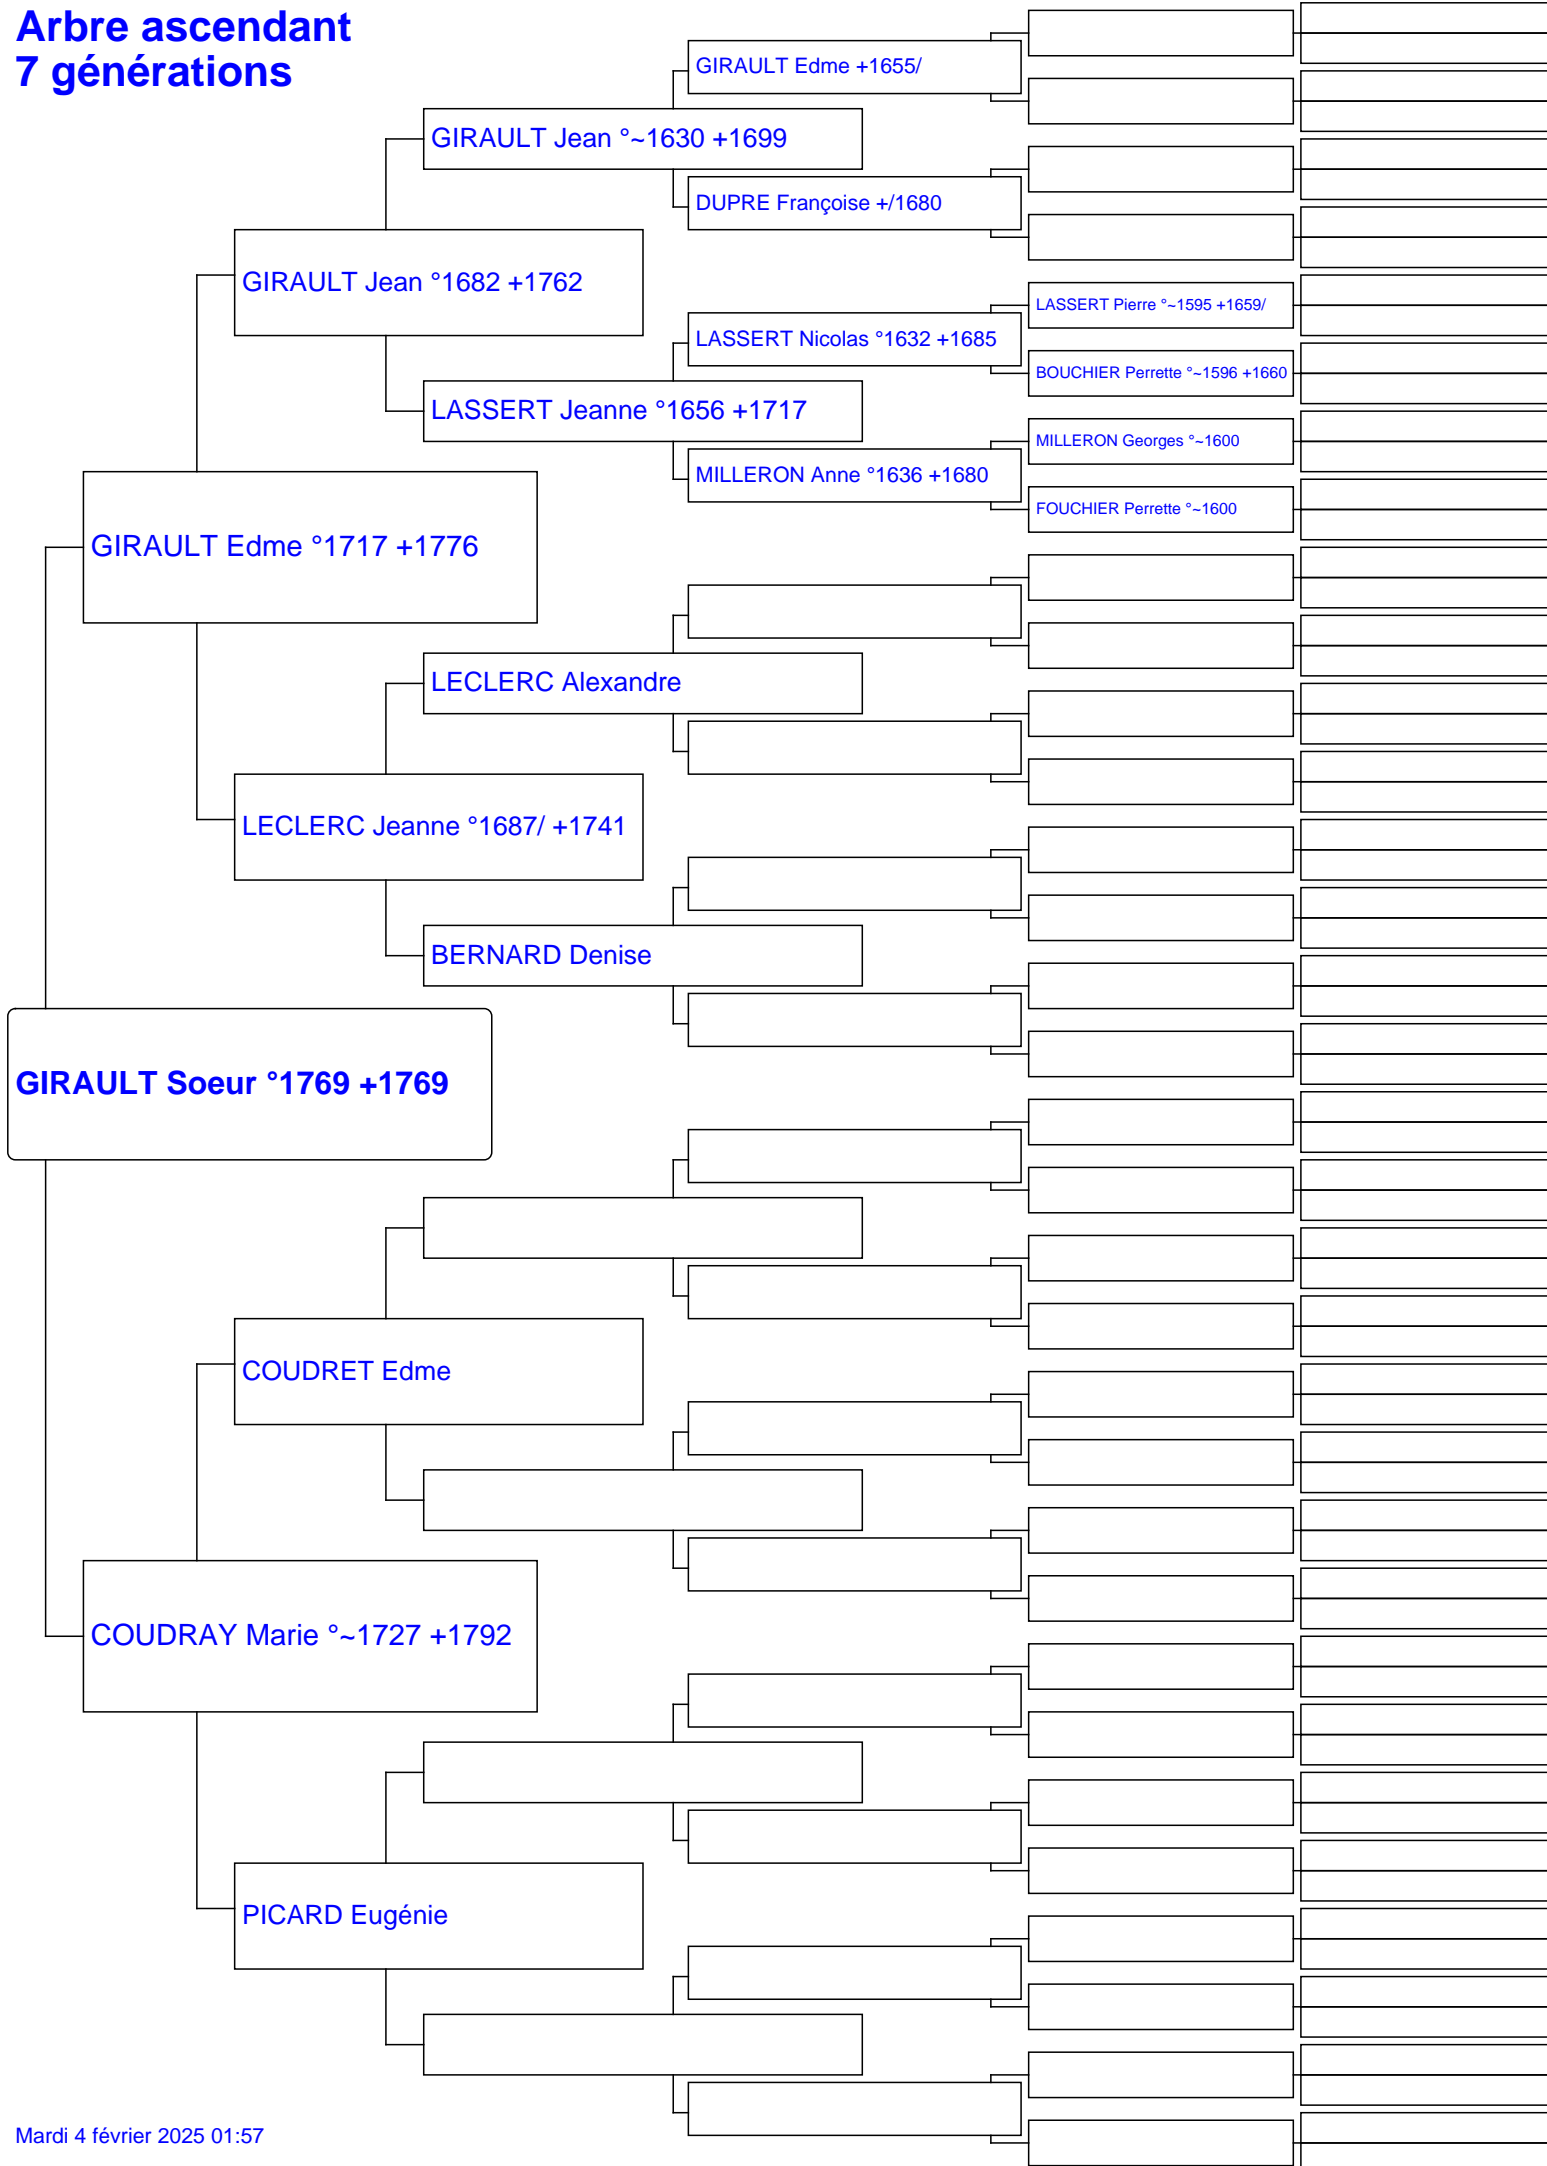 Arbre ascendant
7 générations
GIRAULT Edme +1655/
GIRAULT Jean °~1630 +1699
DUPRE Françoise +/1680
GIRAULT Jean °1682 +1762
LASSERT Pierre °~1595 +1659/
LASSERT Nicolas °1632 +1685
BOUCHIER Perrette °~1596 +1660
LASSERT Jeanne °1656 +1717
MILLERON Georges °~1600
MILLERON Anne °1636 +1680
FOUCHIER Perrette °~1600
GIRAULT Edme °1717 +1776
LECLERC Alexandre
LECLERC Jeanne °1687/ +1741
BERNARD Denise
GIRAULT Soeur °1769 +1769
COUDRET Edme
COUDRAY Marie °~1727 +1792
PICARD Eugénie
Mardi 4 février 2025 01:57